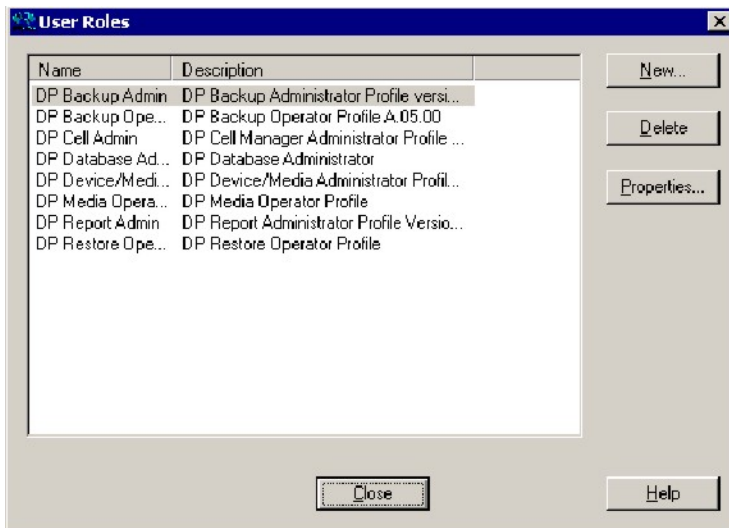 User Roles
Name Description
DP Backup Admin DP Backup Administrator Profile versi...
DP Backup Ope... DP Backup Operator Profile A.05.00
DP Cell Admin DP Cell Manager Administrator Profile ...
DP Database Ad... DP Database Administrator
DP Device/Medi... DP Device/Media Administrator Profil...
DP Media Opera... DP Media Operator Profile
DP Report Admin DP Report Administrator Profile Versio...
DP Restore Ope... DP Restore Operator Profile
New...
Delete
Properties...
Close
Help